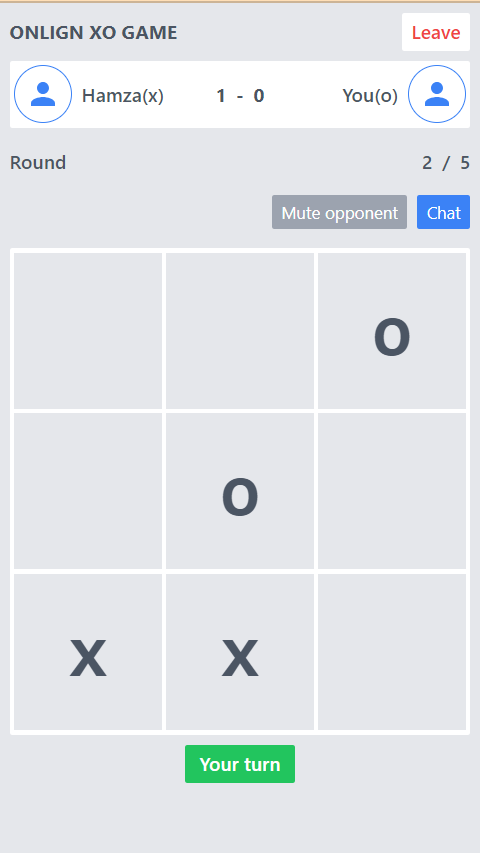 ONLIGN XO GAME Leave
Hamza(x) 1 - 0 You(o)
Round 2 / 5
Mute opponent Chat
o
o
x x
Your turn